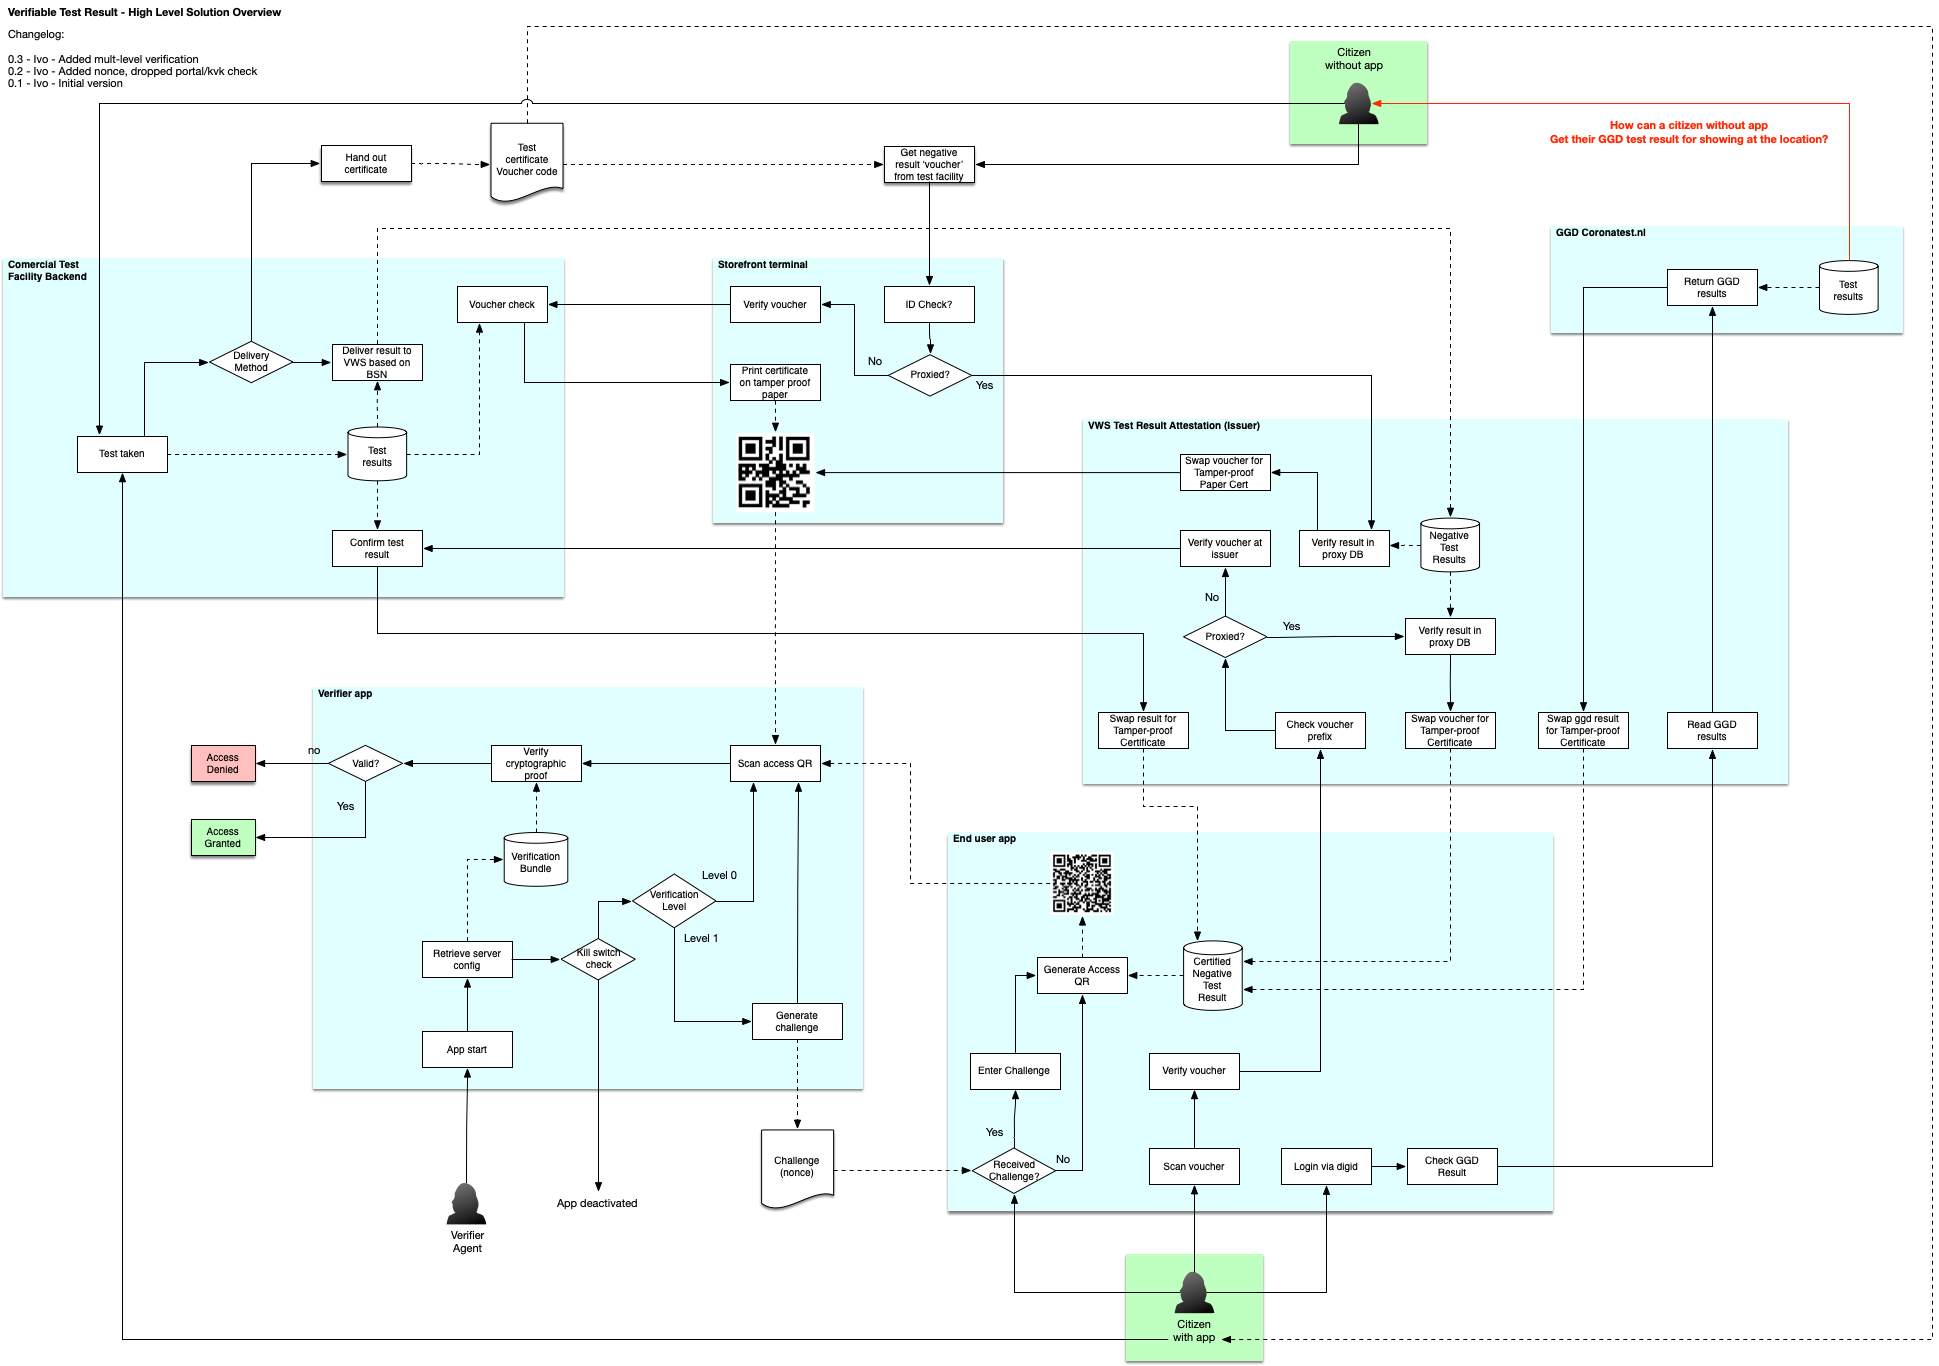 Verifiable Test Result - High Level Solution Overview
Changelog:
0.3 - Ivo - Added mult-level verification
0.2 - Ivo - Added nonce, dropped portal/kvk check
0.1 - Ivo - Initial version
Citizen
without app
How can a citizen without app
Get their GGD test result for showing at the location?
Hand out
certificate
Test
certificate
Voucher code
Get negative
result ‘voucher’
from test facility
Comercial Test
Facility Backend
Voucher check
Delivery
Method
Deliver result to
VWS based on
BSN
Test taken
Test
results
Confirm test
result
Storefront terminal
Verify voucher
ID Check?
No
Proxied?
Yes
Print certificate
on tamper proof
paper
GGD Coronatest.nl
Return GGD
results
Test
results
VWS Test Result Attestation (Issuer)
Swap voucher for
Tamper-proof
Paper Cert
Verify voucher at
issuer
Verify result in
proxy DB
Negative
Test
Results
No
Proxied?
Yes
Verify result in
proxy DB
Swap result for
Tamper-proof
Certificate
Check voucher
prefix
Swap voucher for
Tamper-proof
Certificate
Swap ggd result
for Tamper-proof
Certificate
Read GGD
results
Verifier app
Access
Denied
no
Valid?
Yes
Verify
cryptographic
proof
Scan access QR
Access
Granted
Verification
Bundle
Level 0
Verification
Level
Level 1
Retrieve server
config
Kill switch
check
Generate
challenge
App start
Verifier
Agent
App deactivated
Challenge
(nonce)
End user app
Generate Access
QR
Certified
Negative
Test
Result
Enter Challenge
Verify voucher
Yes
Received
Challenge?
No
Scan voucher
Login via digid
Check GGD
Result
Citizen
with app